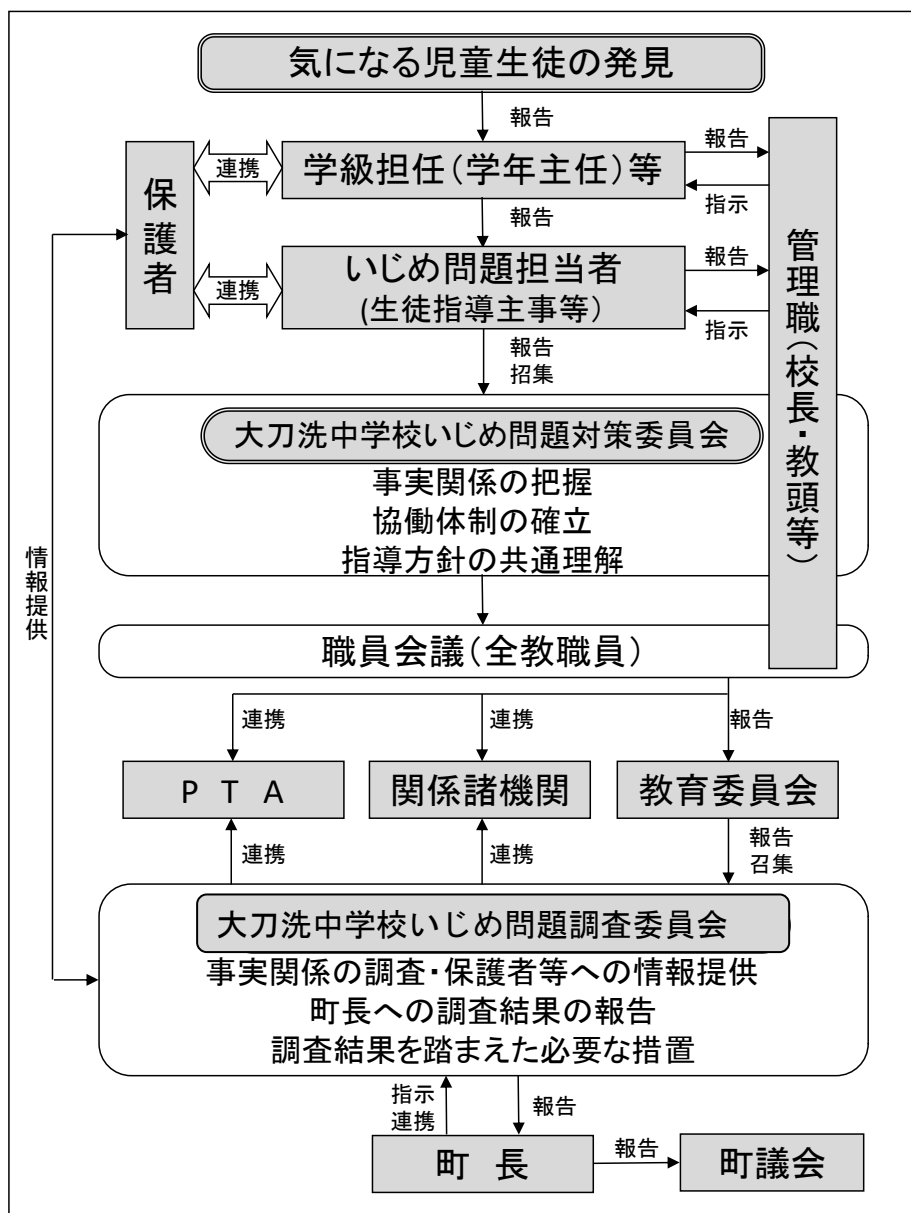 気になる児童生徒の発見
報告
学級担任(学年主任)等
報告
指示
連携
保護者
報告
いじめ問題担当者
(生徒指導主事等)
報告
指示
連携
管理職(校長・教頭等)
報告
招集
大刀洗中学校いじめ問題対策委員会
事実関係の把握
協働体制の確立
指導方針の共通理解
情報提供
職員会議(全教職員)
連携
連携
報告
P T A
関係諸機関
教育委員会
連携
連携
報告
召集
大刀洗中学校いじめ問題調査委員会
事実関係の調査・保護者等への情報提供
町長への調査結果の報告
調査結果を踏まえた必要な措置
指示
連携
報告
町 長
報告
町議会